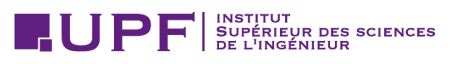 UPF
INSTITUT
SUPÉRIEUR DES SCIENCES
DE L'INGÉNIEUR